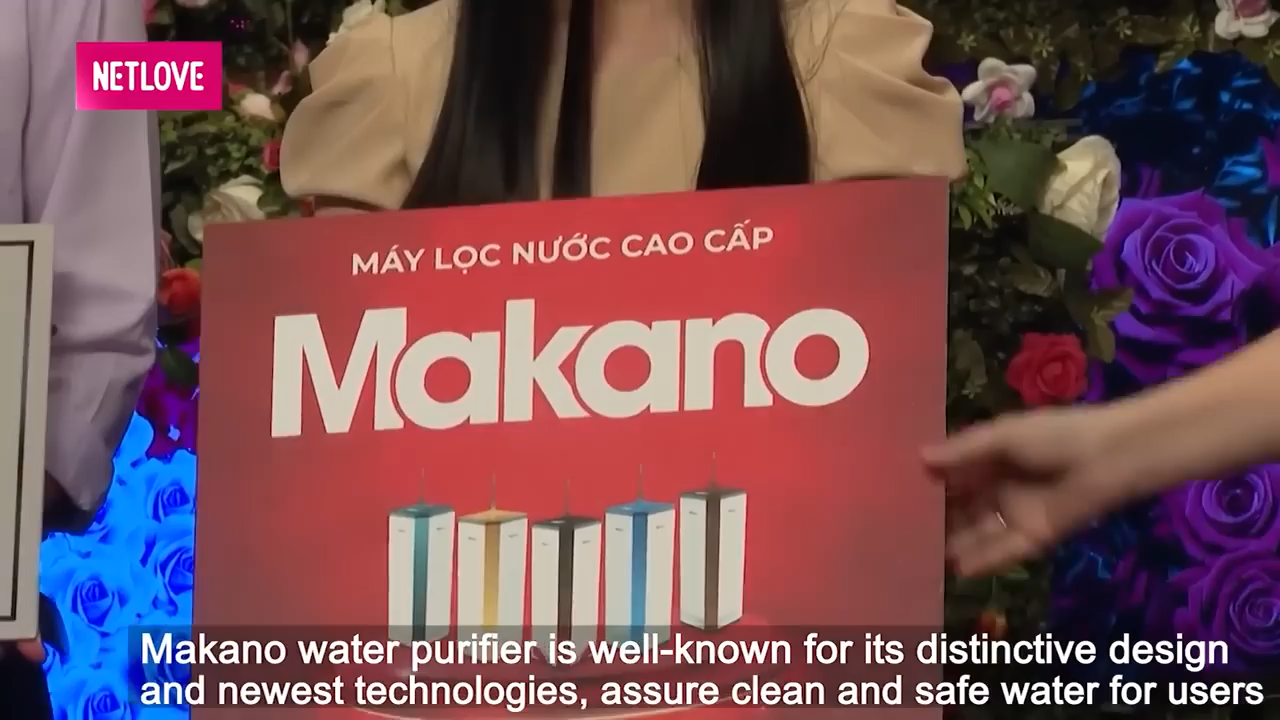 NETLOVE
MÁY LỌC NƯỚC CAO CẤP
Makano
Makano water purifier is well-known for its distinctive design
and newest technologies, assure clean and safe water for users